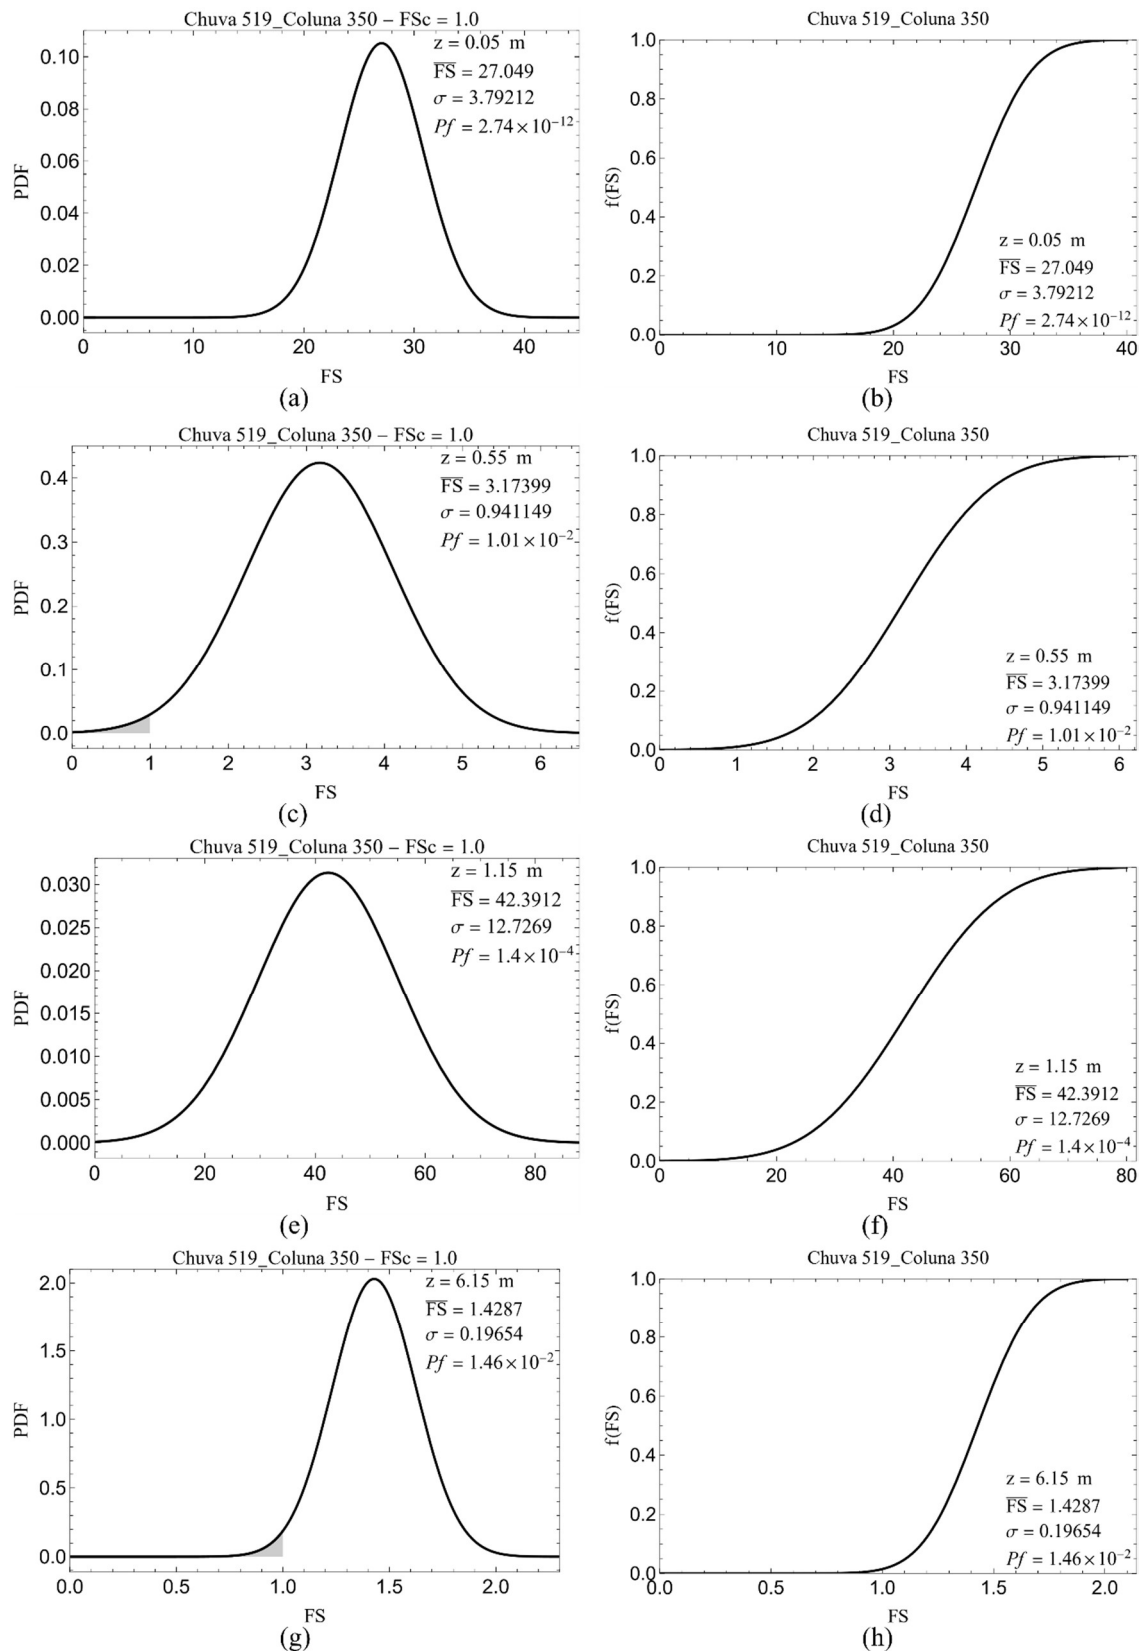 Chuva 519_Coluna 350 – FSc = 1.0
z = 0.05 m
F̅S̅ = 27.049
σ = 3.79212
Pf = 2.74×10⁻¹²
PDF
0.10
0.08
0.06
0.04
0.02
0.00
0 10 20 30 40
FS
(a)
Chuva 519_Coluna 350
f(FS)
1.0
0.8
0.6
0.4
0.2
0.0
z = 0.05 m
F̅S̅ = 27.049
σ = 3.79212
Pf = 2.74×10⁻¹²
0 10 20 30 40
FS
(b)
Chuva 519_Coluna 350 – FSc = 1.0
z = 0.55 m
F̅S̅ = 3.17399
σ = 0.941149
Pf = 1.01×10⁻²
PDF
0.4
0.3
0.2
0.1
0.0
0 1 2 3 4 5 6
FS
(c)
Chuva 519_Coluna 350
f(FS)
1.0
0.8
0.6
0.4
0.2
0.0
z = 0.55 m
F̅S̅ = 3.17399
σ = 0.941149
Pf = 1.01×10⁻²
0 1 2 3 4 5 6
FS
(d)
Chuva 519_Coluna 350 – FSc = 1.0
z = 1.15 m
F̅S̅ = 42.3912
σ = 12.7269
Pf = 1.4×10⁻⁴
PDF
0.030
0.025
0.020
0.015
0.010
0.005
0.000
0 20 40 60 80
FS
(e)
Chuva 519_Coluna 350
f(FS)
1.0
0.8
0.6
0.4
0.2
0.0
z = 1.15 m
F̅S̅ = 42.3912
σ = 12.7269
Pf = 1.4×10⁻⁴
0 20 40 60 80
FS
(f)
Chuva 519_Coluna 350 – FSc = 1.0
z = 6.15 m
F̅S̅ = 1.4287
σ = 0.19654
Pf = 1.46×10⁻²
PDF
2.0
1.5
1.0
0.5
0.0
0.0 0.5 1.0 1.5 2.0
FS
(g)
Chuva 519_Coluna 350
f(FS)
1.0
0.8
0.6
0.4
0.2
0.0
z = 6.15 m
F̅S̅ = 1.4287
σ = 0.19654
Pf = 1.46×10⁻²
0.0 0.5 1.0 1.5 2.0
FS
(h)